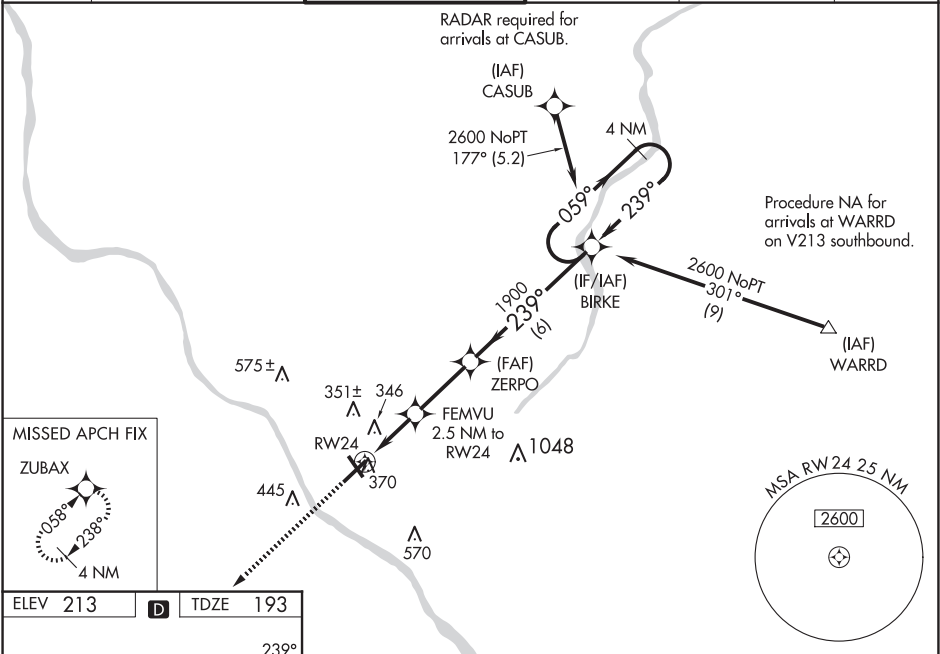 RADAR required for
arrivals at CASUB.
(IAF)
CASUB
2600 NoPT
177° (5.2)
4 NM
059°
239°
Procedure NA for
arrivals at WARRD
on V213 southbound.
(IF/IAF)
BIRKE
2600 NoPT
301°
(9)
(IAF)
WARRD
1900
239°
(6)
(FAF)
ZERPO
575±
351±
346
FEMVU
2.5 NM to
RW24
1048
RW24
370
445
570
MISSED APCH FIX
ZUBAX
058°
238°
4 NM
MSA RW24 25 NM
2600
ELEV 213
D
TDZE 193
239°